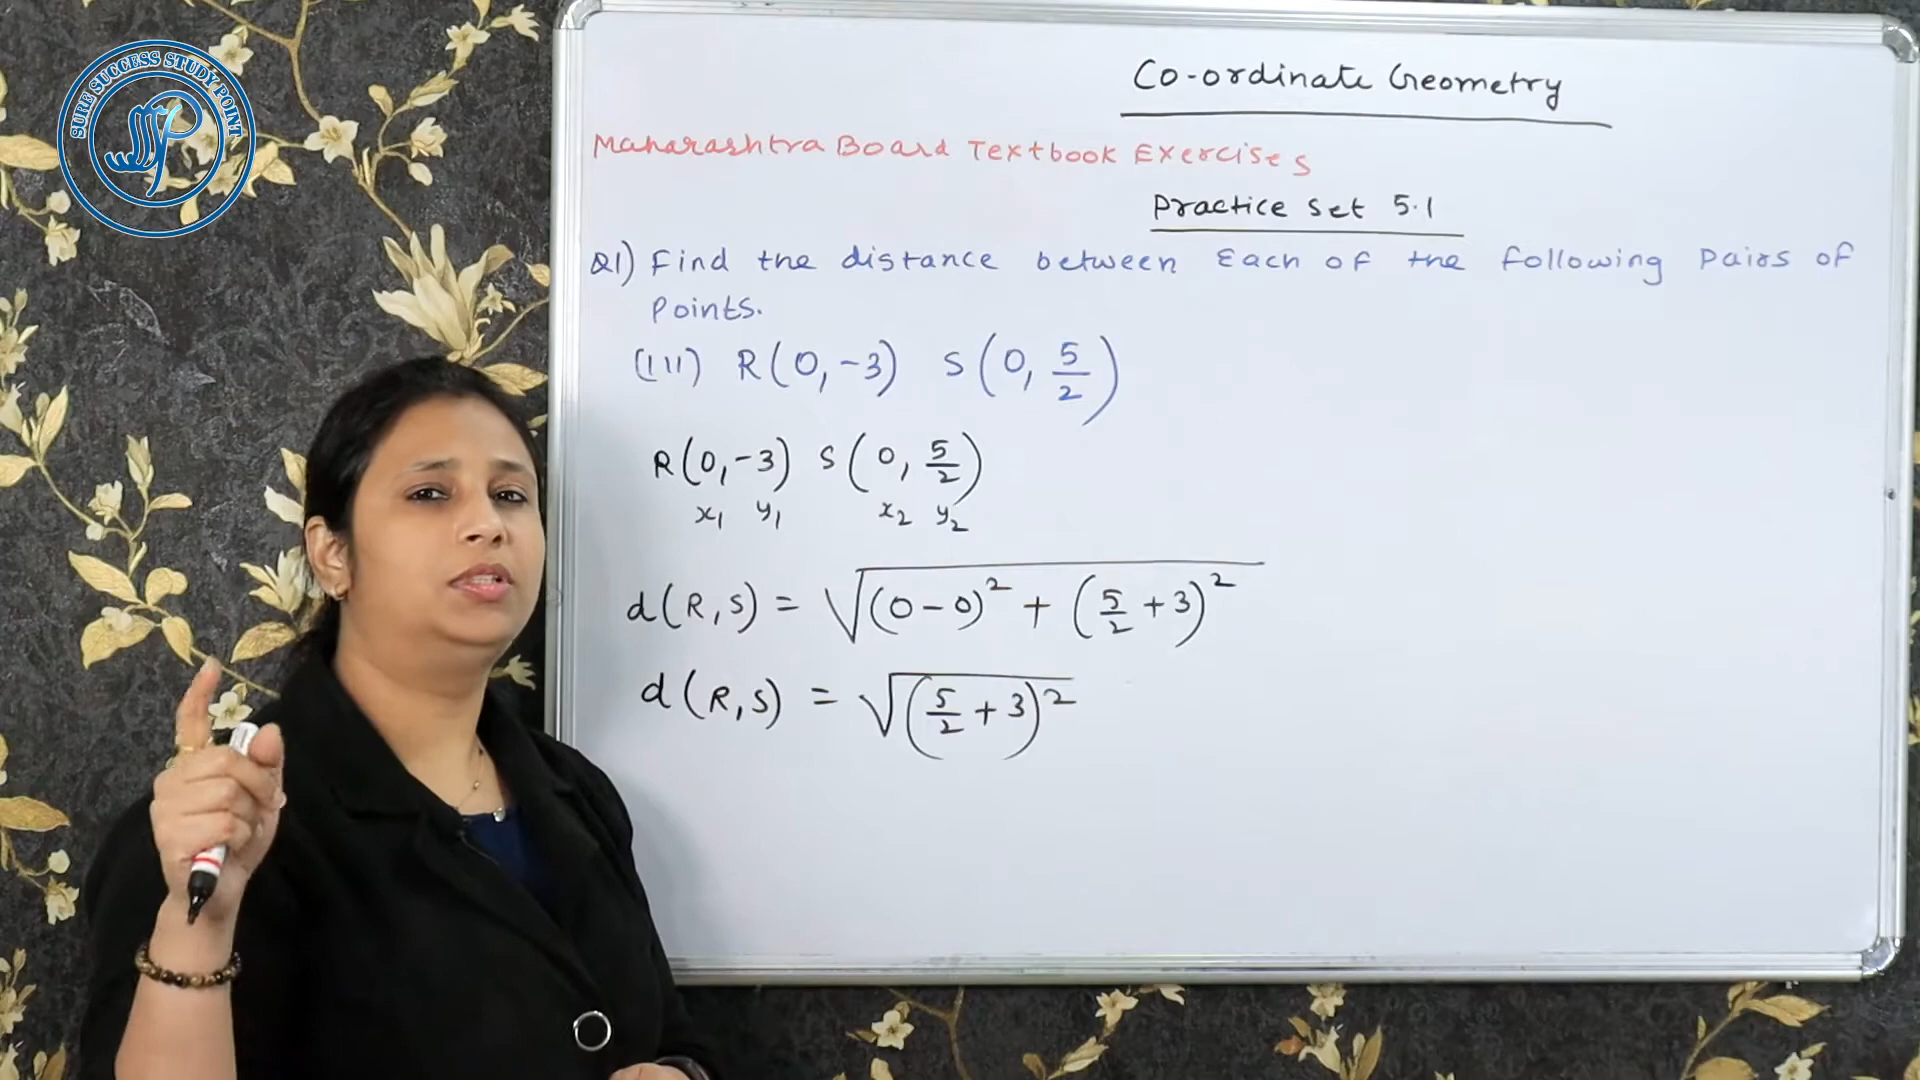 SURE SUCCESS STUDY POINT
SSSP
Co-ordinate Geometry
Maharashtra Board Textbook Exercises
Practice Set 5.1
Q1) Find the distance between Each of the following Pairs of
Points.
(III) R(0, -3) S(0, 5/2)
R(0, -3) S(0, 5/2)
x₁ y₁ x₂ y₂
d(R, S) = √((0 - 0)² + (5/2 + 3)²)
d(R, S) = √((5/2 + 3)²)